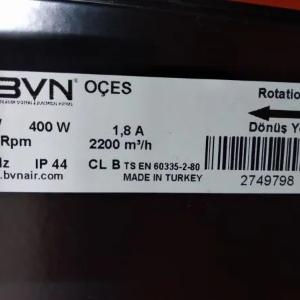 BVN OÇES
Rotatio
400 W 1,8 A
Rpm 2200 m³/h
Dönüş Y
IP 44 CL B TS EN 60335-2-80
.bvnair.com MADE IN TURKEY 2749798